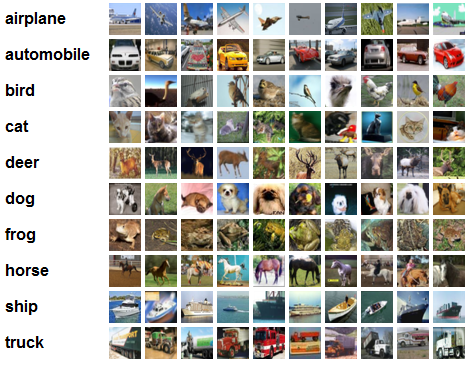 airplane
automobile
bird
cat
deer
dog
frog
horse
ship
truck